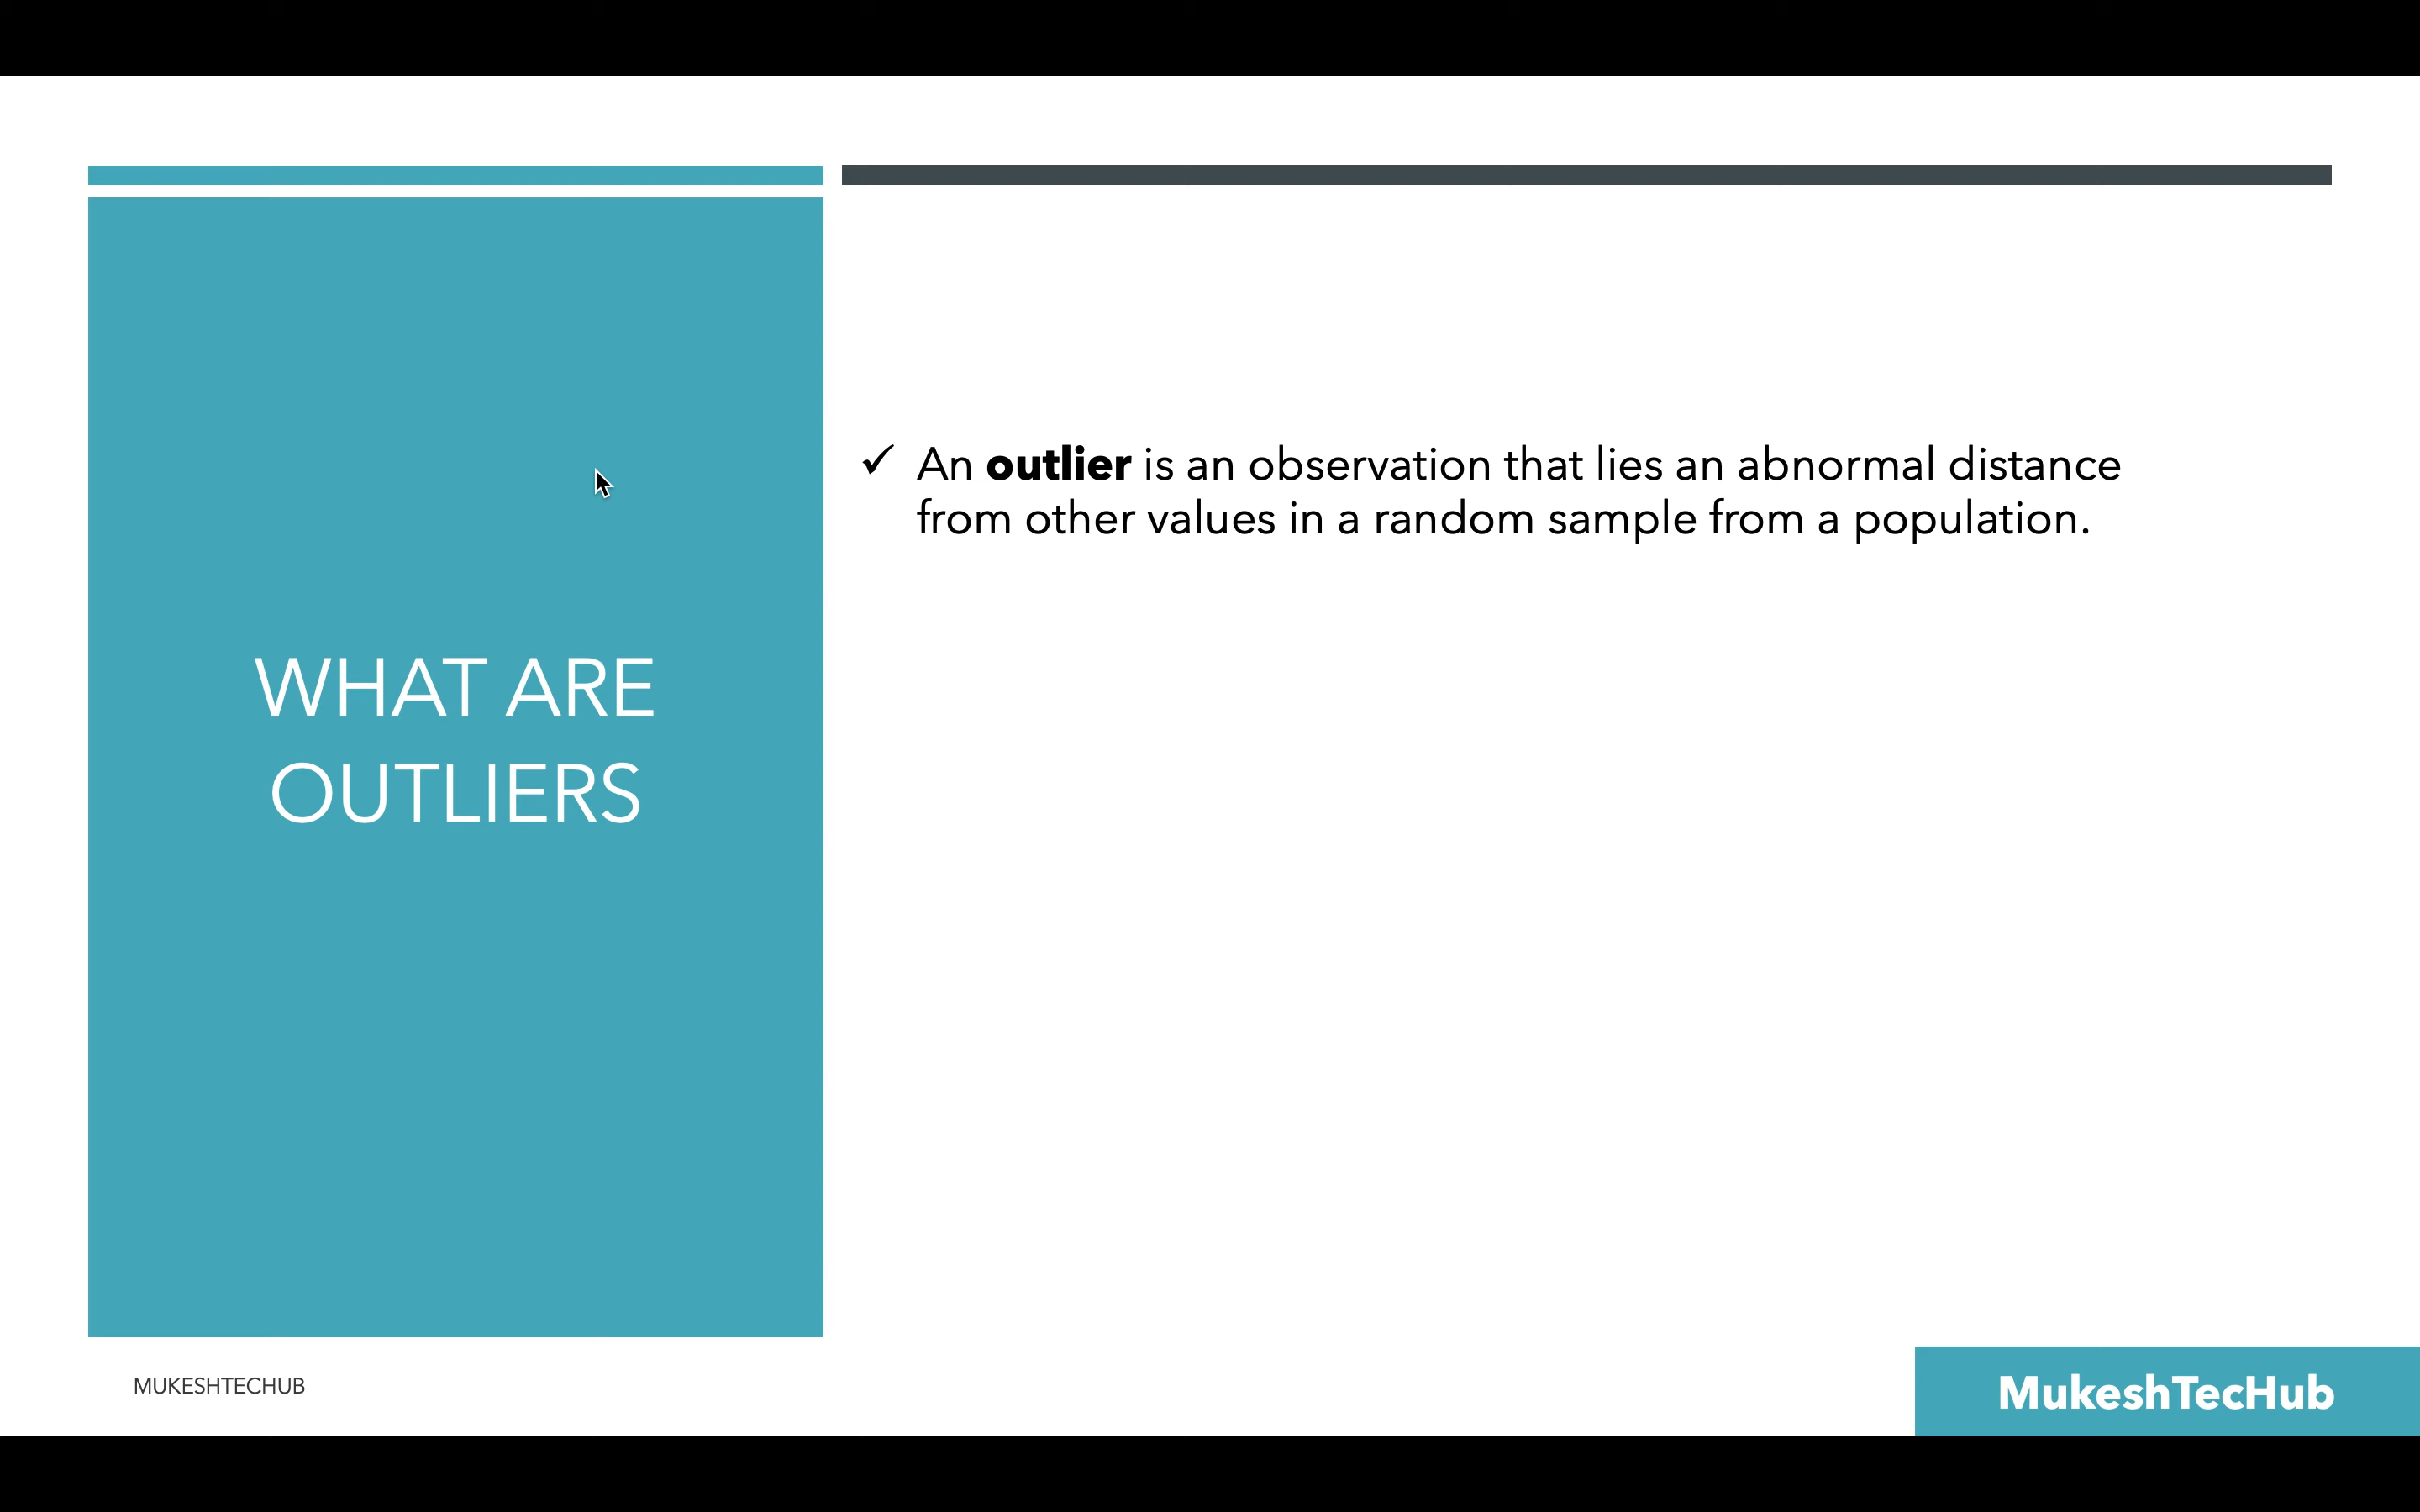 WHAT ARE
OUTLIERS
✓ An outlier is an observation that lies an abnormal distance
from other values in a random sample from a population.
MUKESHTECHUB
MukeshTecHub